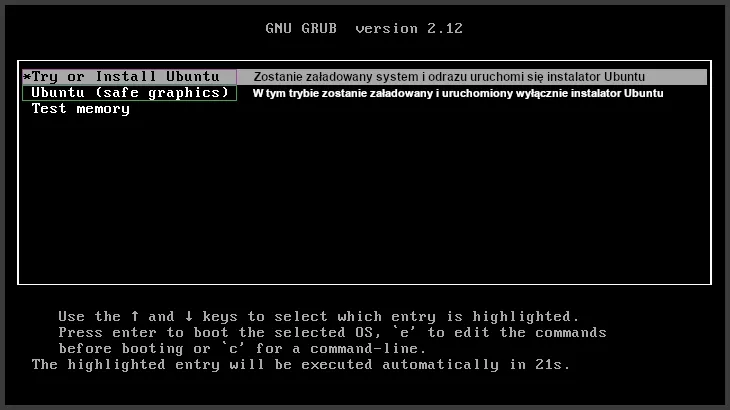 GNU GRUB version 2.12
*Try or Install Ubuntu Zostanie załadowany system i odrazu uruchomi się instalator Ubuntu
Ubuntu (safe graphics) W tym trybie zostanie załadowany i uruchomiony wyłącznie instalator Ubuntu
Test memory
Use the ↑ and ↓ keys to select which entry is highlighted.
Press enter to boot the selected OS, `e' to edit the commands
before booting or `c' for a command-line.
The highlighted entry will be executed automatically in 21s.